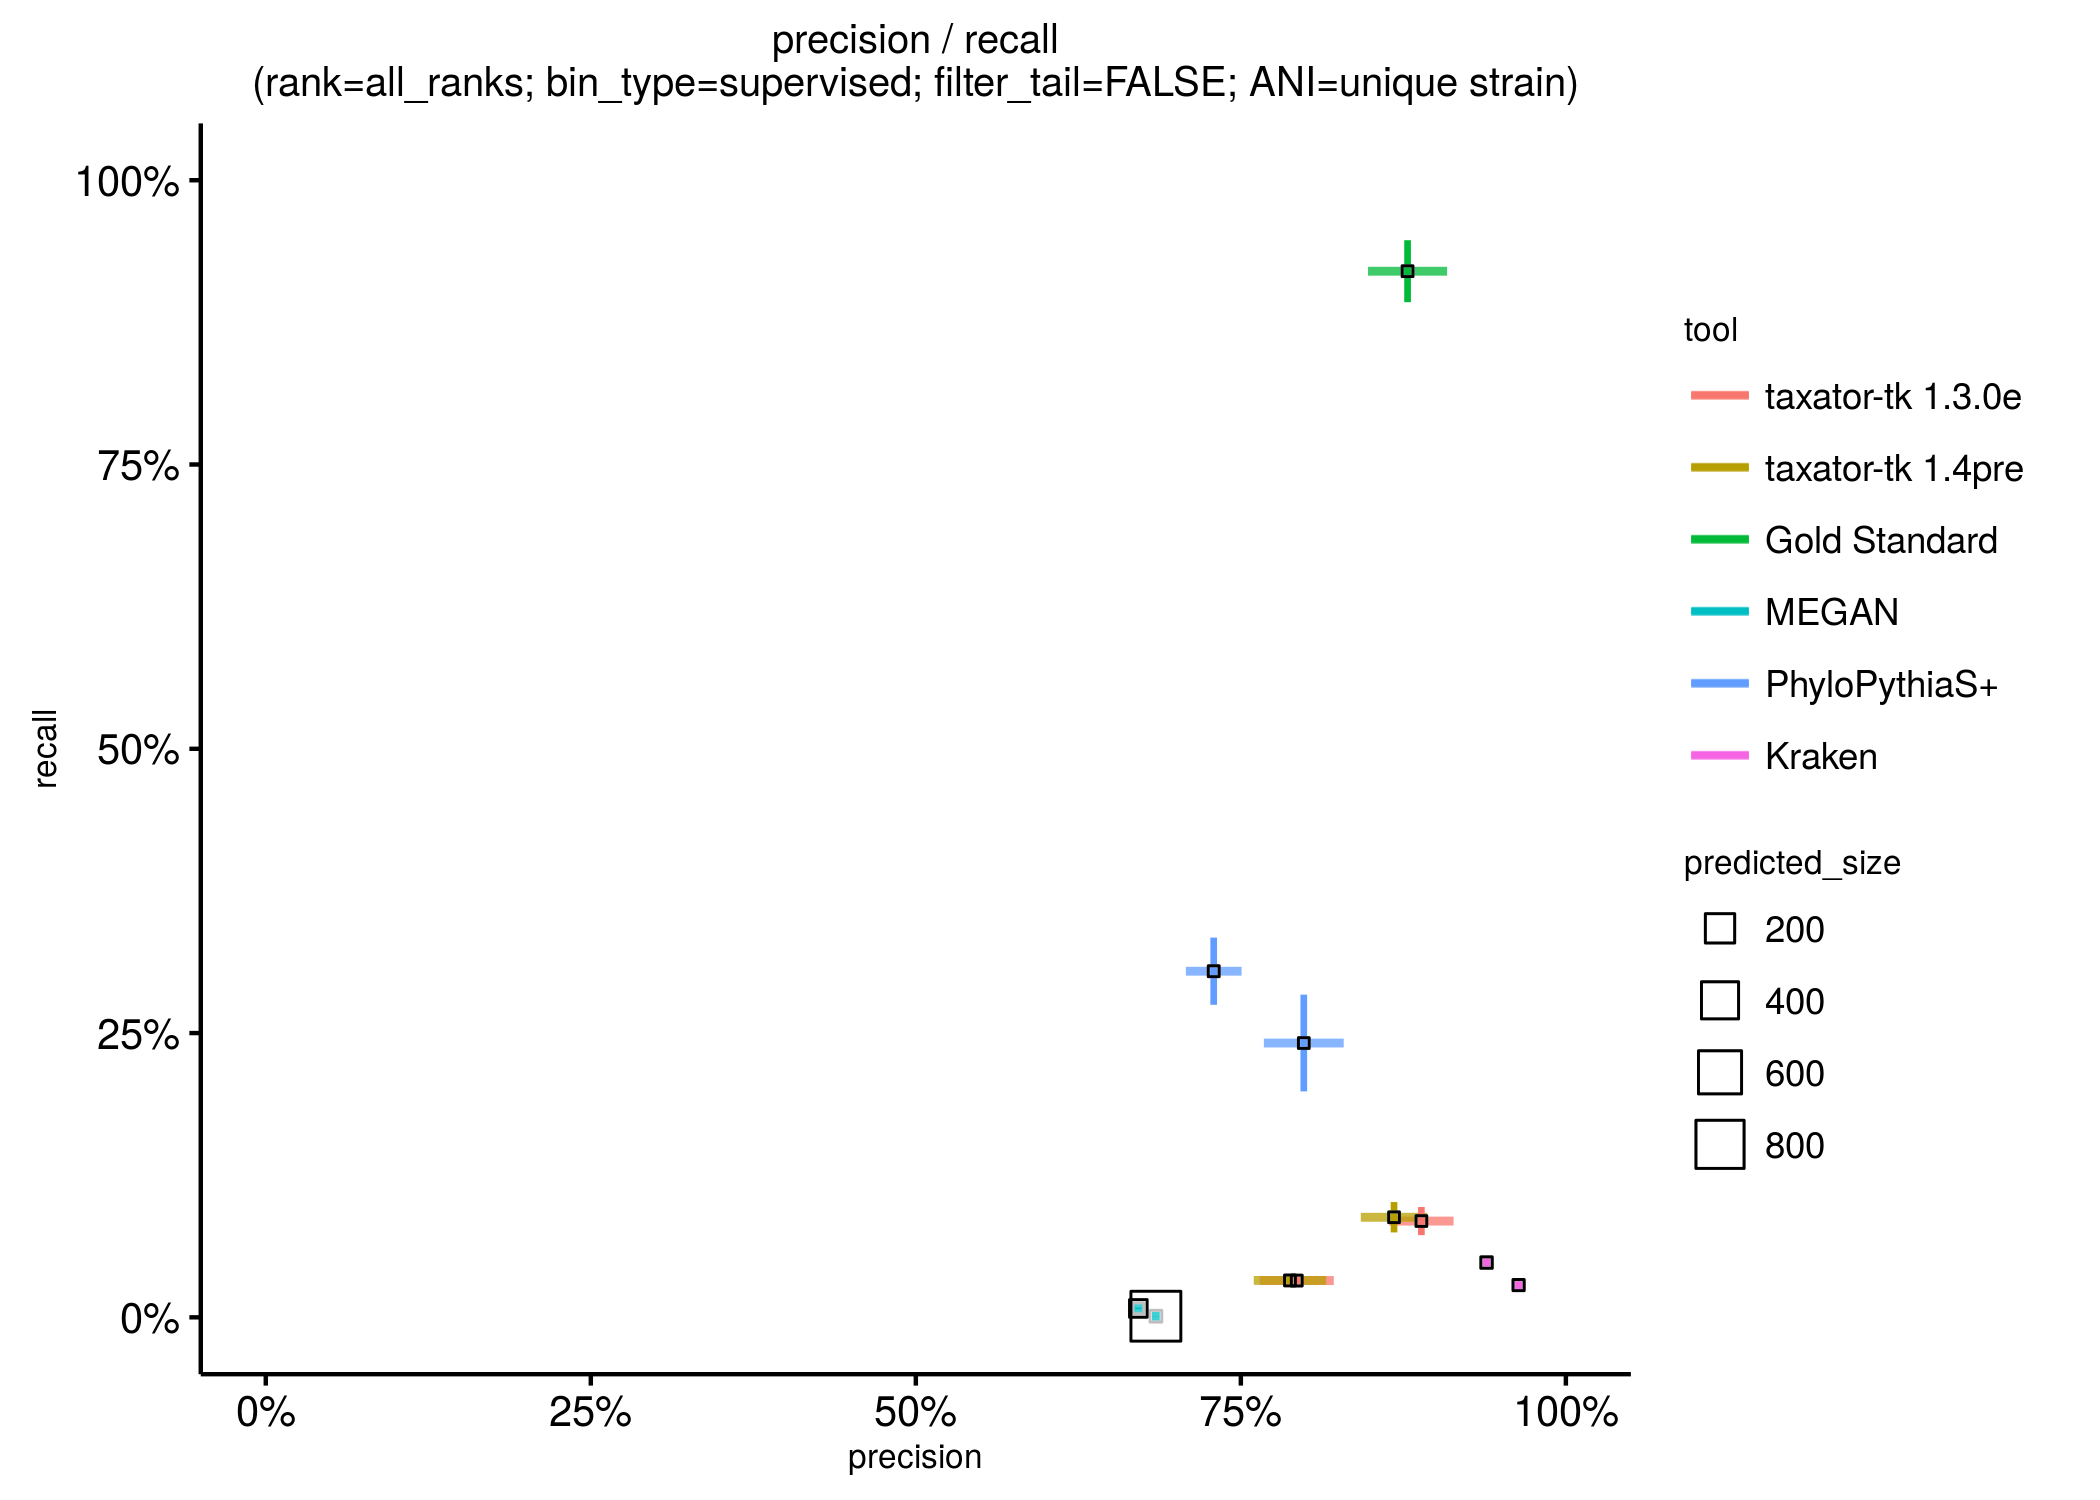 precision / recall
(rank=all_ranks; bin_type=supervised; filter_tail=FALSE; ANI=unique strain)
100%
75%
50%
25%
0%
recall
0%
25%
50%
75%
100%
precision
tool
taxator-tk 1.3.0e
taxator-tk 1.4pre
Gold Standard
MEGAN
PhyloPythiaS+
Kraken
predicted_size
200
400
600
800